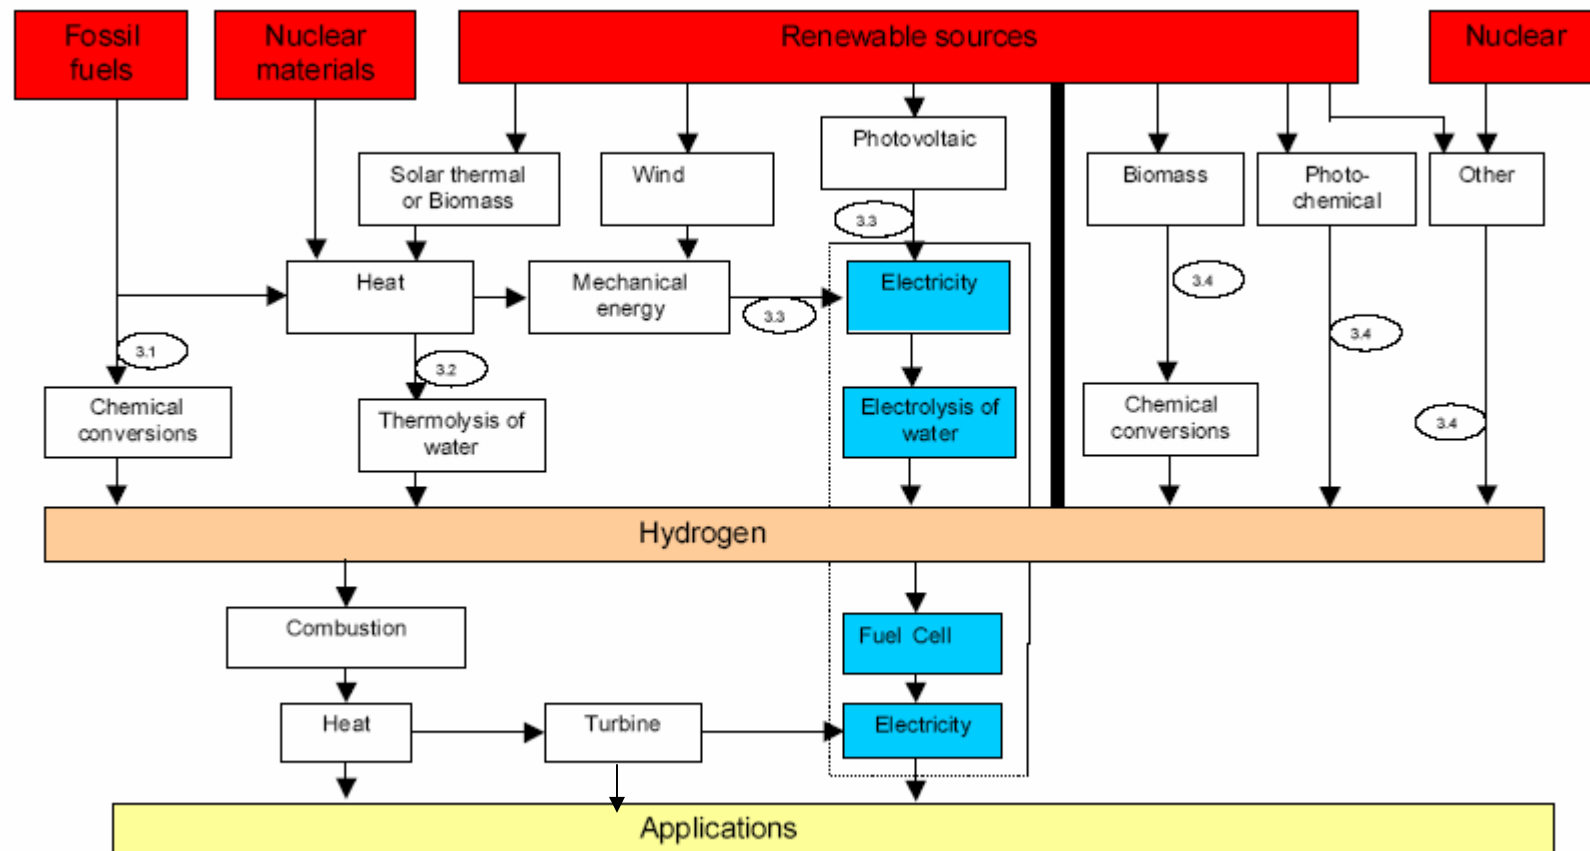 Fossil
fuels
Nuclear
materials
Renewable sources
Nuclear
Solar thermal
or Biomass
Wind
Photovoltaic
Biomass
Photo-
chemical
Other
3.3
Heat
Mechanical
energy
Electricity
3.4
3.3
3.4
3.1
3.2
Chemical
conversions
Thermolysis of
water
Electrolysis of
water
Chemical
conversions
3.4
Hydrogen
Combustion
Fuel Cell
Heat
Turbine
Electricity
Applications